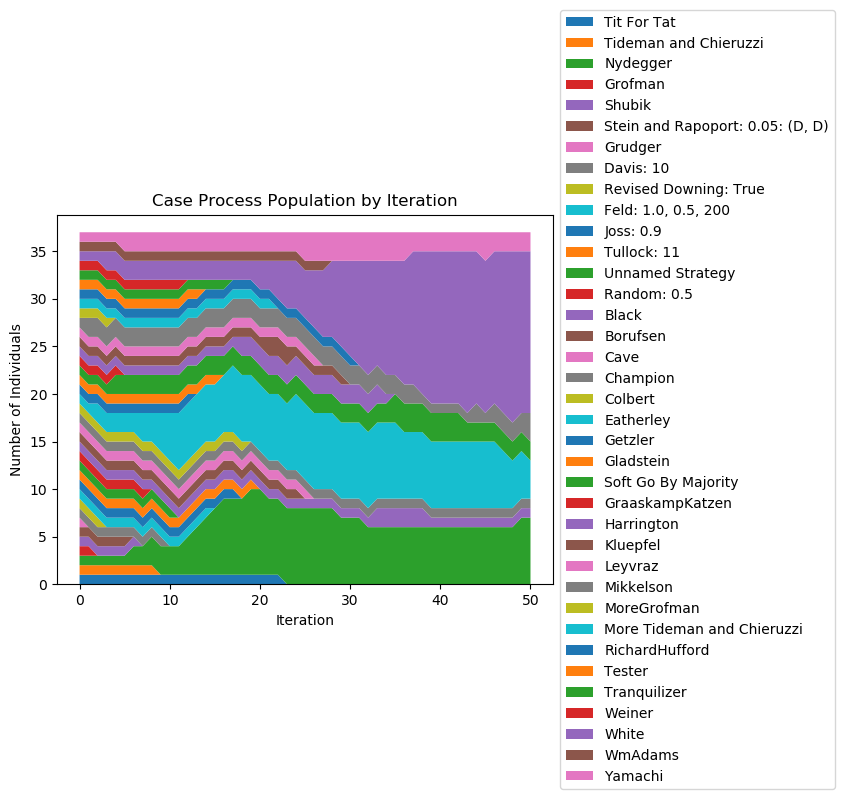 Case Process Population by Iteration
Number of Individuals
35
30
25
20
15
10
5
0
0 10 20 30 40 50
Iteration
Tit For Tat
Tideman and Chieruzzi
Nydegger
Grofman
Shubik
Stein and Rapoport: 0.05: (D, D)
Grudger
Davis: 10
Revised Downing: True
Feld: 1.0, 0.5, 200
Joss: 0.9
Tullock: 11
Unnamed Strategy
Random: 0.5
Black
Borufsen
Cave
Champion
Colbert
Eatherley
Getzler
Gladstein
Soft Go By Majority
GraaskampKatzen
Harrington
Kluepfel
Leyvraz
Mikkelson
MoreGrofman
More Tideman and Chieruzzi
RichardHufford
Tester
Tranquilizer
Weiner
White
WmAdams
Yamachi